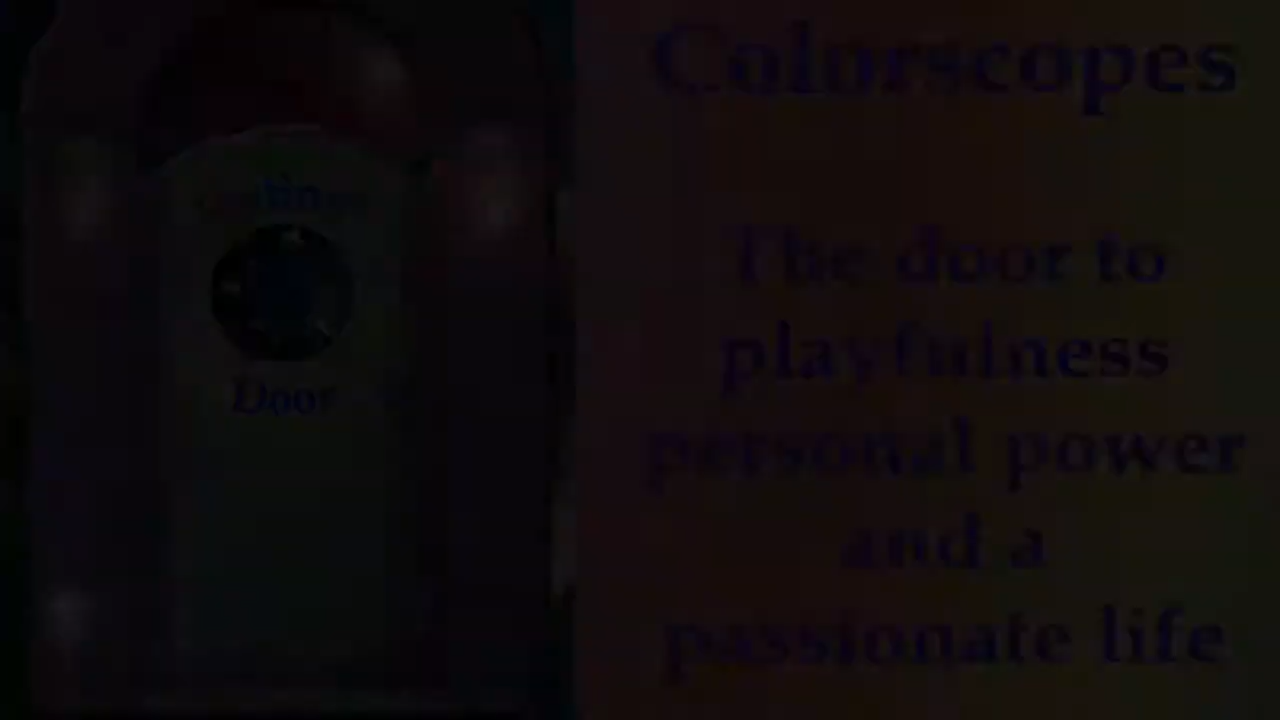 Colorscopes
The door to
playfulness
personal power
and a
passionate life
Door